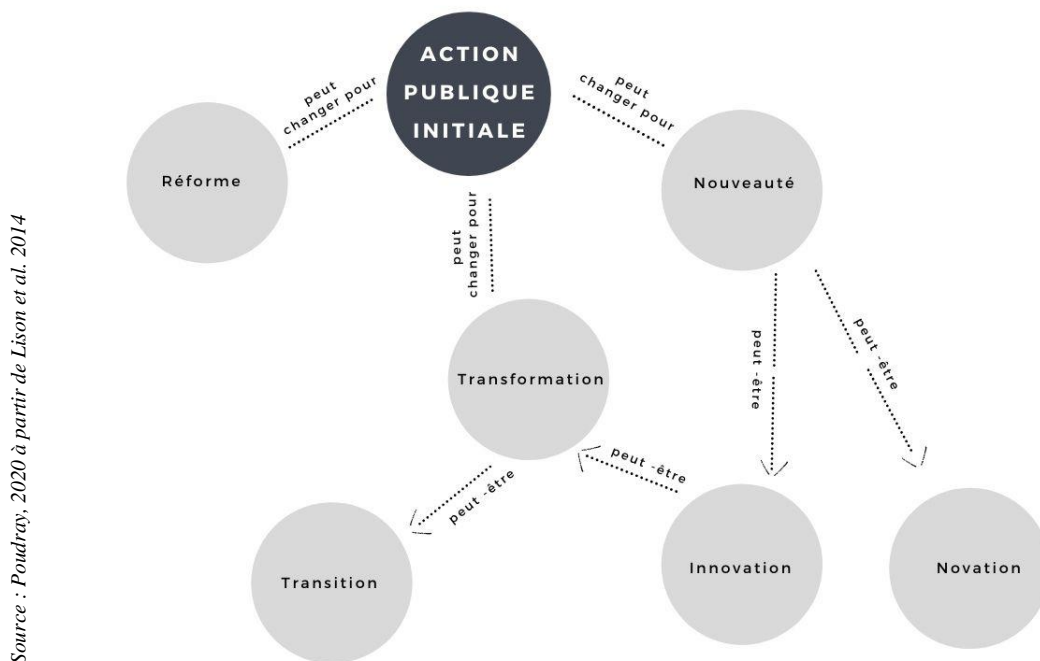 ACTION
PUBLIQUE
INITIALE
peut
changer pour
peut
changer pour
Réforme
Nouveauté
peut
changer pour
Transformation
peut -être
peut -être
peut -être
peut -être
Transition
Innovation
Novation
Source : Poudray, 2020 à partir de Lison et al. 2014